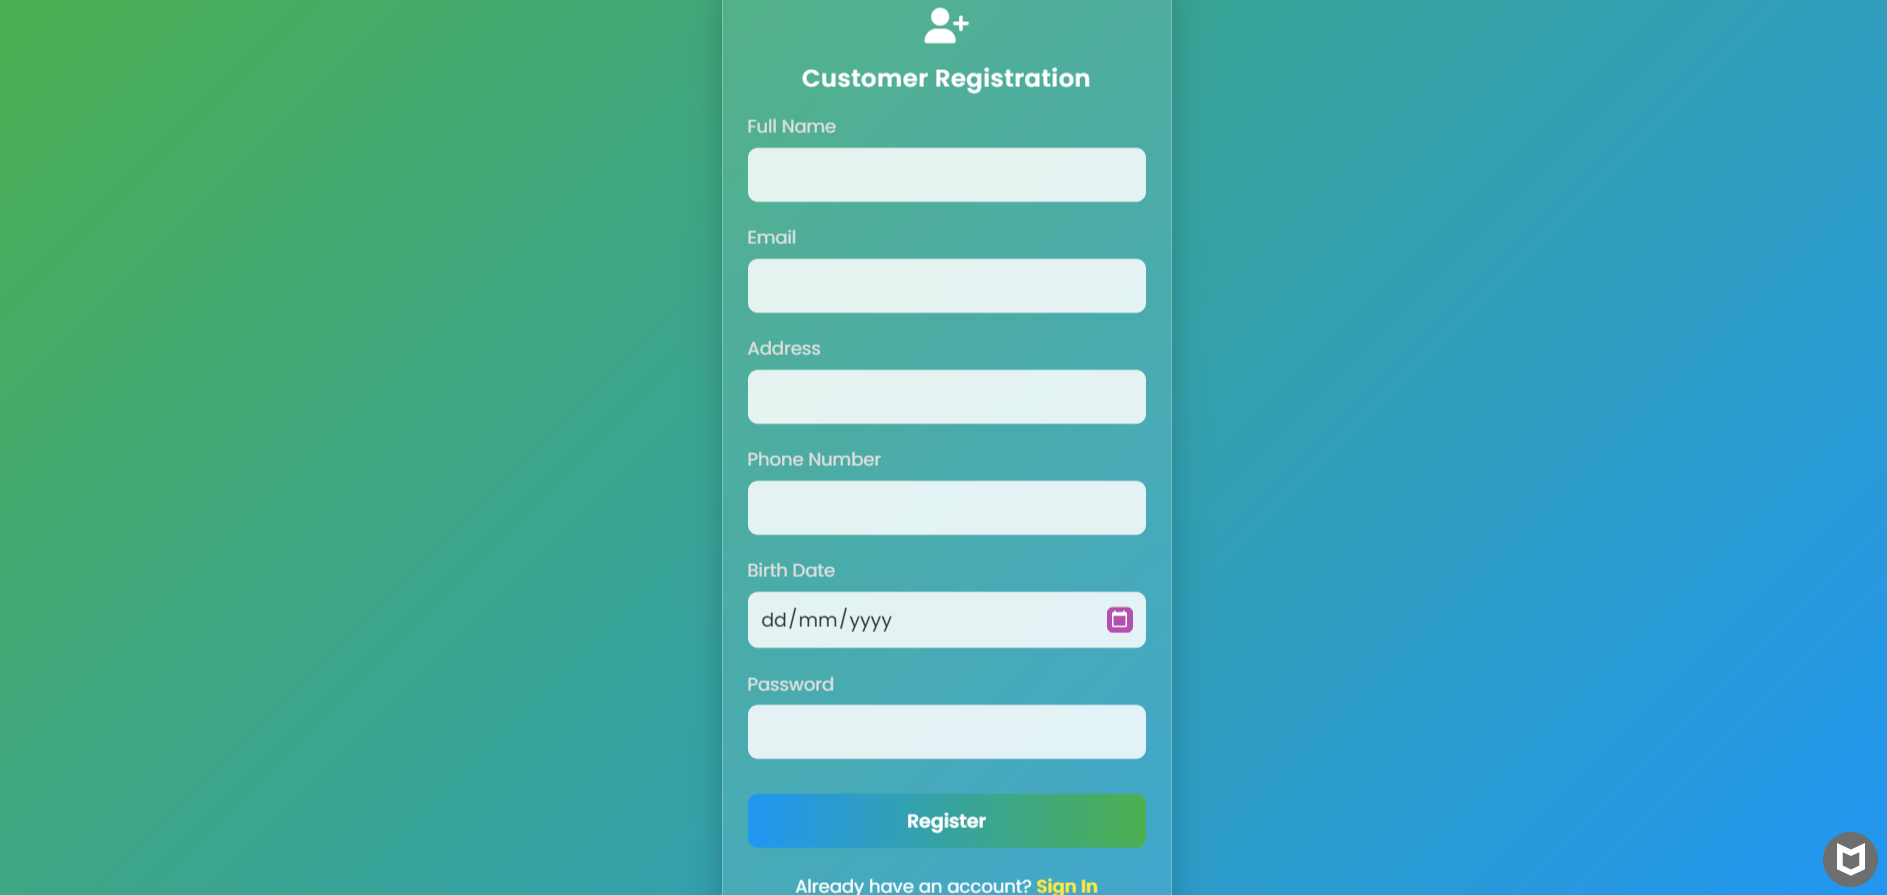 Customer Registration
Full Name
Email
Address
Phone Number
Birth Date
dd/mm/yyyy
Password
Register
Already have an account? Sign In